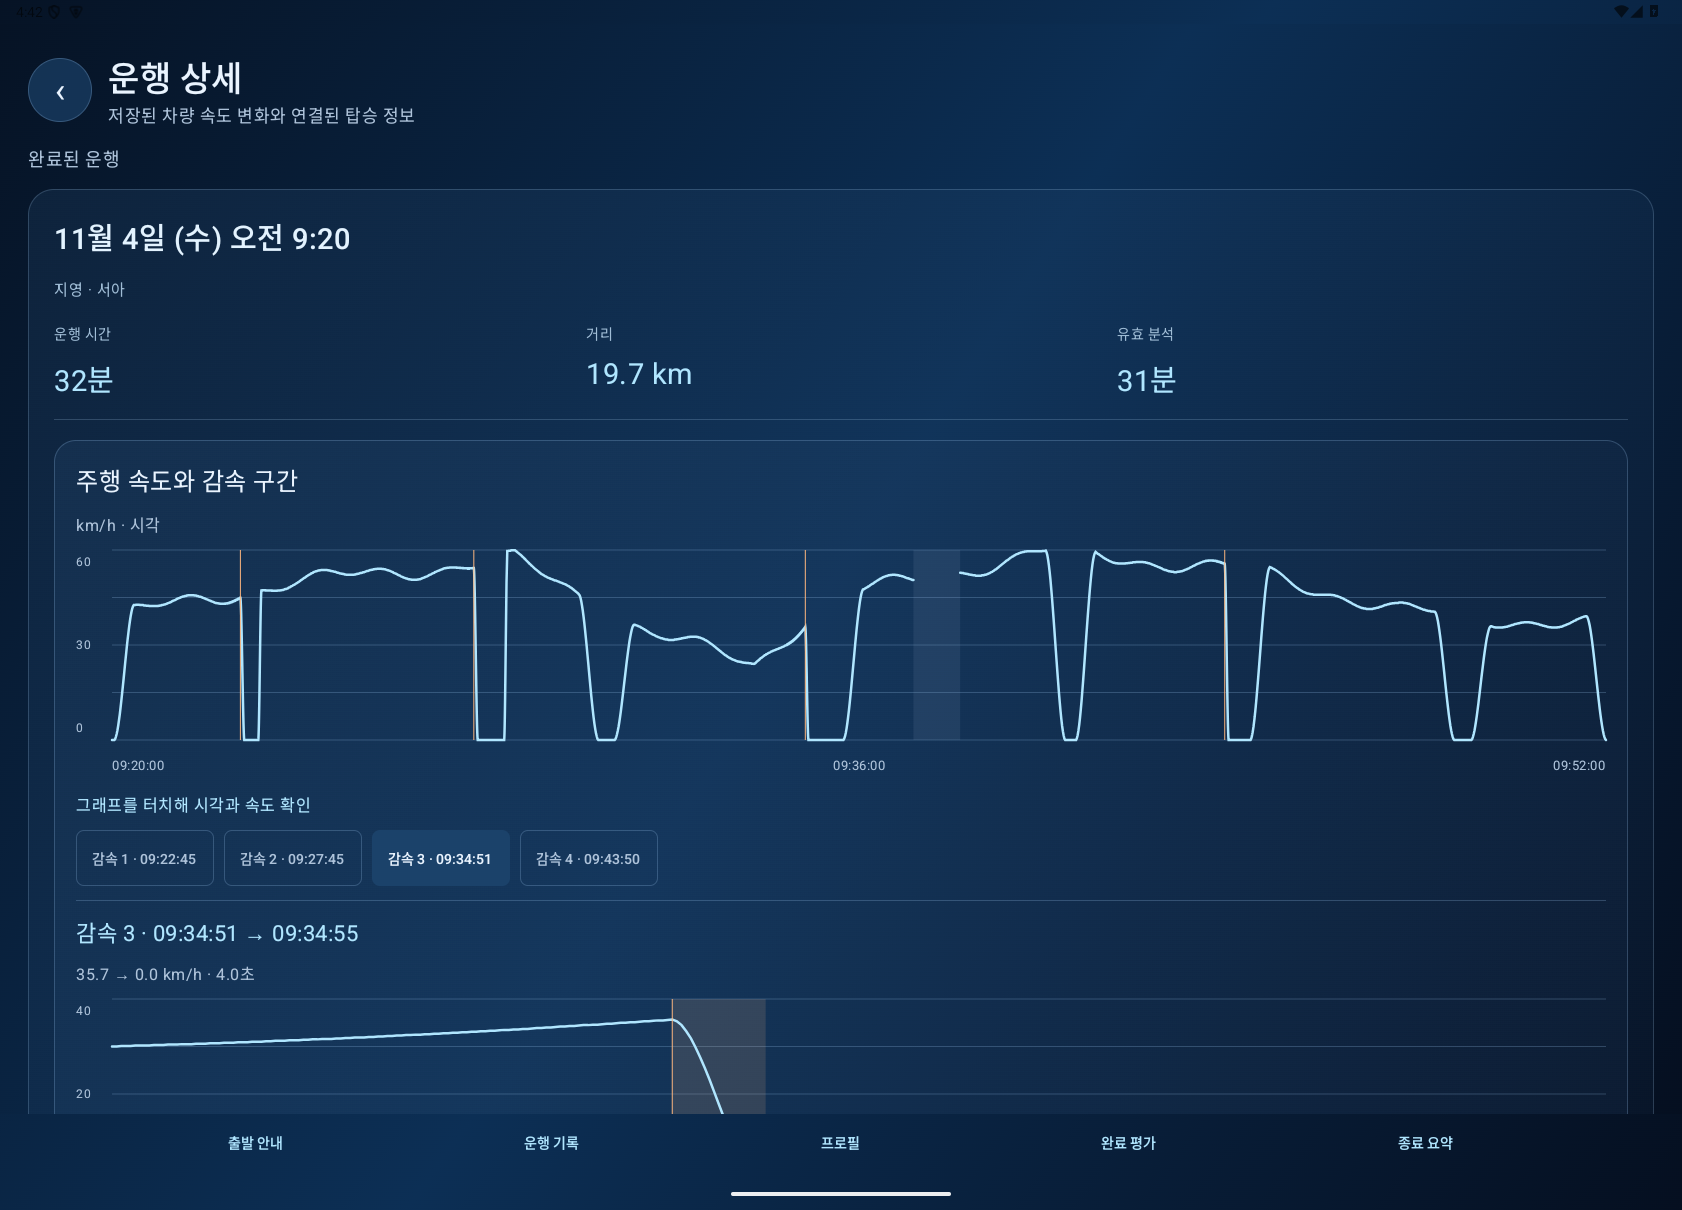 4:42
‹
운행 상세
저장된 차량 속도 변화와 연결된 탑승 정보
완료된 운행
11월 4일 (수) 오전 9:20
지영 · 서아
운행 시간
32분
거리
19.7 km
유효 분석
31분
주행 속도와 감속 구간
km/h · 시각
60
30
0
09:20:00
09:36:00
09:52:00
그래프를 터치해 시각과 속도 확인
감속 1 · 09:22:45
감속 2 · 09:27:45
감속 3 · 09:34:51
감속 4 · 09:43:50
감속 3 · 09:34:51 → 09:34:55
35.7 → 0.0 km/h · 4.0초
40
20
출발 안내
운행 기록
프로필
완료 평가
종료 요약